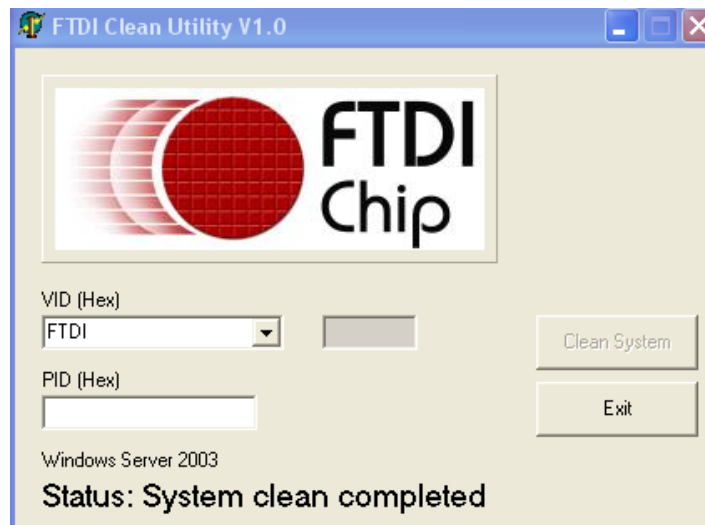 FTDI Clean Utility V1.0
FTDI
Chip
VID (Hex)
FTDI
Clean System
PID (Hex)
Exit
Windows Server 2003
Status: System clean completed